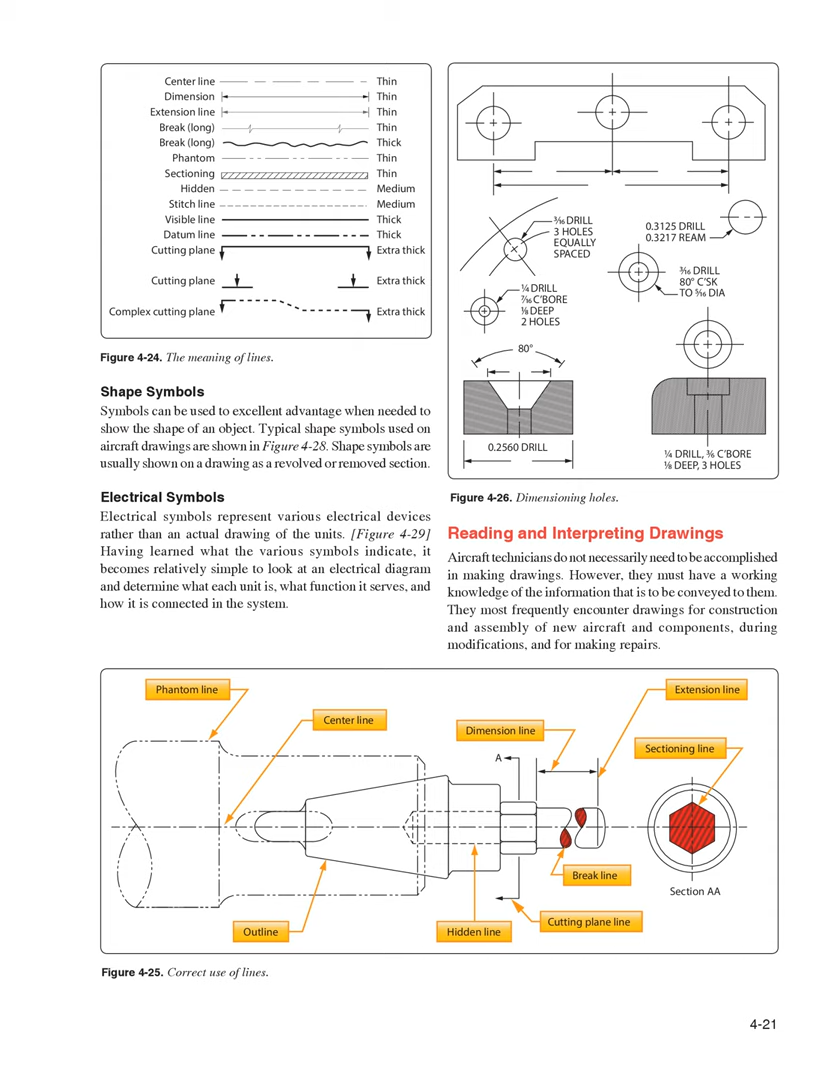 Center line Thin
Dimension Thin
Extension line Thin
Break (long) Thin
Break (long) Thick
Phantom Thin
Sectioning Thin
Hidden Medium
Stitch line Medium
Visible line Thick
Datum line Thick
Cutting plane Extra thick
Cutting plane Extra thick
Complex cutting plane Extra thick
Figure 4-24. The meaning of lines.
Shape Symbols
Symbols can be used to excellent advantage when needed to
show the shape of an object. Typical shape symbols used on
aircraft drawings are shown in Figure 4-28. Shape symbols are
usually shown on a drawing as a revolved or removed section.
Electrical Symbols
Electrical symbols represent various electrical devices
rather than an actual drawing of the units. [Figure 4-29]
Having learned what the various symbols indicate, it
becomes relatively simple to look at an electrical diagram
and determine what each unit is, what function it serves, and
how it is connected in the system.
DRILL
3 HOLES
EQUALLY
SPACED
0.3125 DRILL
0.3217 REAM
3⁄16 DRILL
80° C’SK
TO 5⁄16 DIA
¼ DRILL
7⁄16 C’BORE
⅛ DEEP
2 HOLES
80°
0.2560 DRILL
¼ DRILL, C’BORE
⅛ DEEP, 3 HOLES
Figure 4-26. Dimensioning holes.
Reading and Interpreting Drawings
Aircraft technicians do not necessarily need to be accomplished
in making drawings. However, they must have a working
knowledge of the information that is to be conveyed to them.
They most frequently encounter drawings for construction
and assembly of new aircraft and components, during
modifications, and for making repairs.
Phantom line
Extension line
Center line
Dimension line
Sectioning line
A
Break line
Section AA
Cutting plane line
Outline
Hidden line
Figure 4-25. Correct use of lines.
4-21